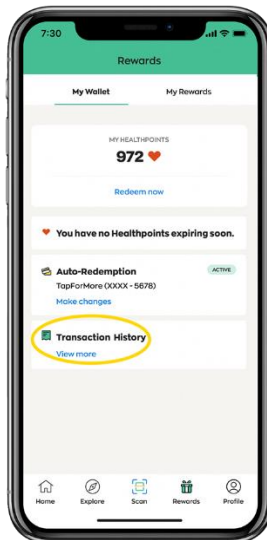 7:30
Rewards
My Wallet
My Rewards
MY HEALTHPOINTS
972
Redeem now
You have no Healthpoints expiring soon.
Auto-Redemption
ACTIVE
TapForMore (XXXX - 5678)
Make changes
Transaction History
View more
Home Explore Scan Rewards Profile